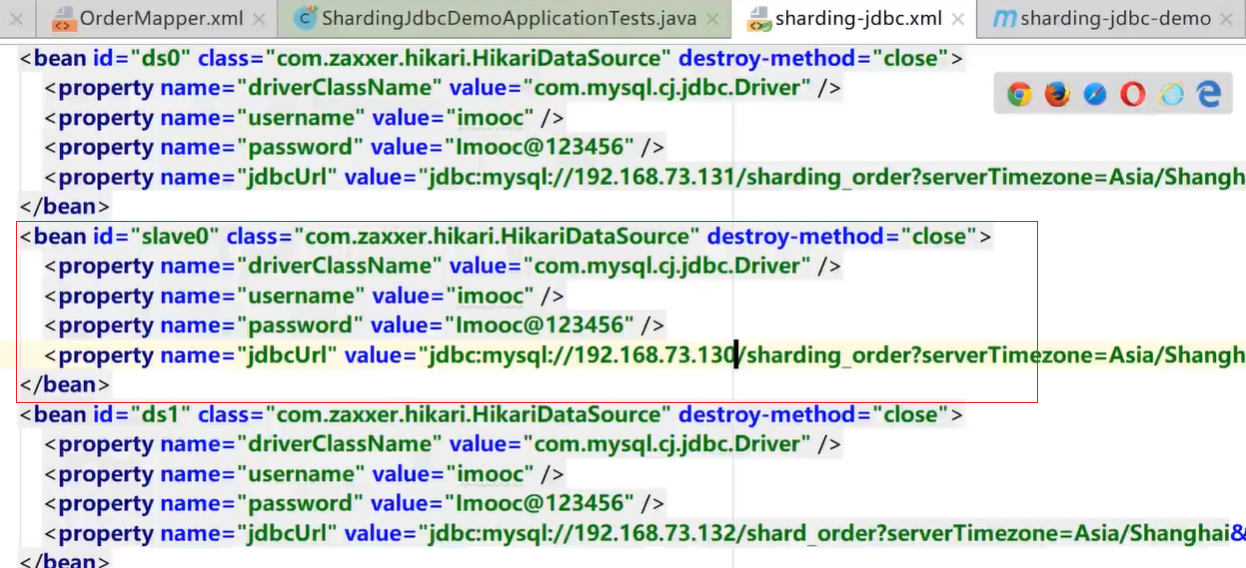 OrderMapper.xml ShardingJdbcDemoApplicationTests.java sharding-jdbc.xml sharding-jdbc-demo
<bean id="ds0" class="com.zaxxer.hikari.HikariDataSource" destroy-method="close">
<property name="driverClassName" value="com.mysql.cj.jdbc.Driver" />
<property name="username" value="imooc" />
<property name="password" value="Imooc@123456" />
<property name="jdbcUrl" value="jdbc:mysql://192.168.73.131/sharding_order?serverTimezone=Asia/Shangh
</bean>
<bean id="slave0" class="com.zaxxer.hikari.HikariDataSource" destroy-method="close">
<property name="driverClassName" value="com.mysql.cj.jdbc.Driver" />
<property name="username" value="imooc" />
<property name="password" value="Imooc@123456" />
<property name="jdbcUrl" value="jdbc:mysql://192.168.73.130/sharding_order?serverTimezone=Asia/Shangh
</bean>
<bean id="ds1" class="com.zaxxer.hikari.HikariDataSource" destroy-method="close">
<property name="driverClassName" value="com.mysql.cj.jdbc.Driver" />
<property name="username" value="imooc" />
<property name="password" value="Imooc@123456" />
<property name="jdbcUrl" value="jdbc:mysql://192.168.73.132/shard_order?serverTimezone=Asia/Shanghai&
</bean>